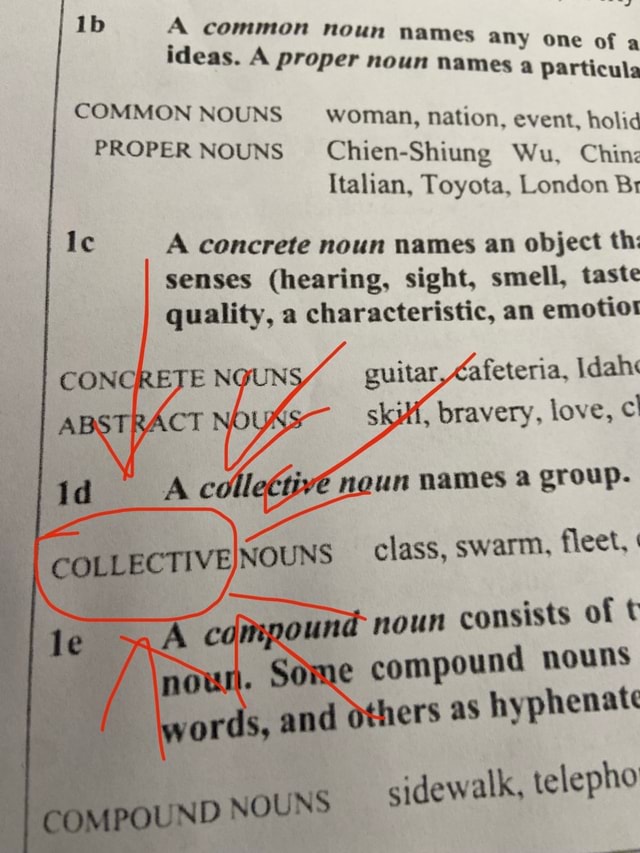 1b A common noun names any one of a
ideas. A proper noun names a particula
COMMON NOUNS woman, nation, event, holid
PROPER NOUNS Chien-Shiung Wu, China
Italian, Toyota, London Br
1c A concrete noun names an object tha
senses (hearing, sight, smell, taste
quality, a characteristic, an emotion
CONCRETE NOUNS guitar, cafeteria, Idaho
ABSTRACT NOUNS skill, bravery, love, cl
1d A collective noun names a group.
COLLECTIVE NOUNS class, swarm, fleet,
1e A compound noun consists of t
noun. Some compound nouns
words, and others as hyphenate
COMPOUND NOUNS sidewalk, telepho